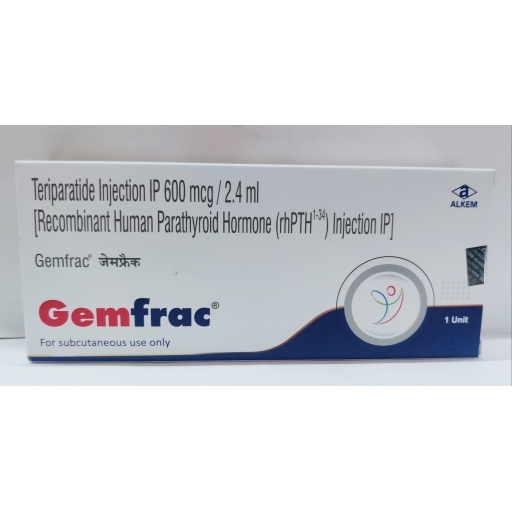 Teriparatide Injection IP 600 mcg / 2.4 ml
[Recombinant Human Parathyroid Hormone (rhPTH¹⁻³⁴) Injection IP]
ALKEM
Gemfrac® जेमफ्रैक
Gemfrac®
For subcutaneous use only
1 Unit